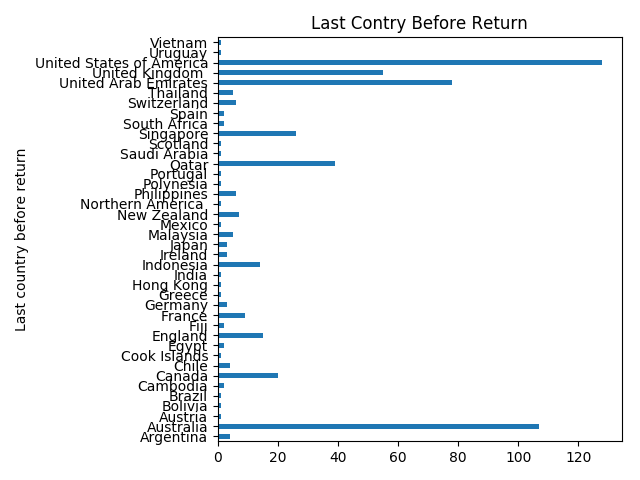 Last Contry Before Return
Last country before return
Vietnam
Uruguay
United States of America
United Kingdom
United Arab Emirates
Thailand
Switzerland
Spain
South Africa
Singapore
Scotland
Saudi Arabia
Qatar
Portugal
Polynesia
Philippines
Northern America
New Zealand
Mexico
Malaysia
Japan
Ireland
Indonesia
India
Hong Kong
Greece
Germany
France
Fiji
England
Egypt
Cook Islands
Chile
Canada
Cambodia
Brazil
Bolivia
Austria
Australia
Argentina
0 20 40 60 80 100 120